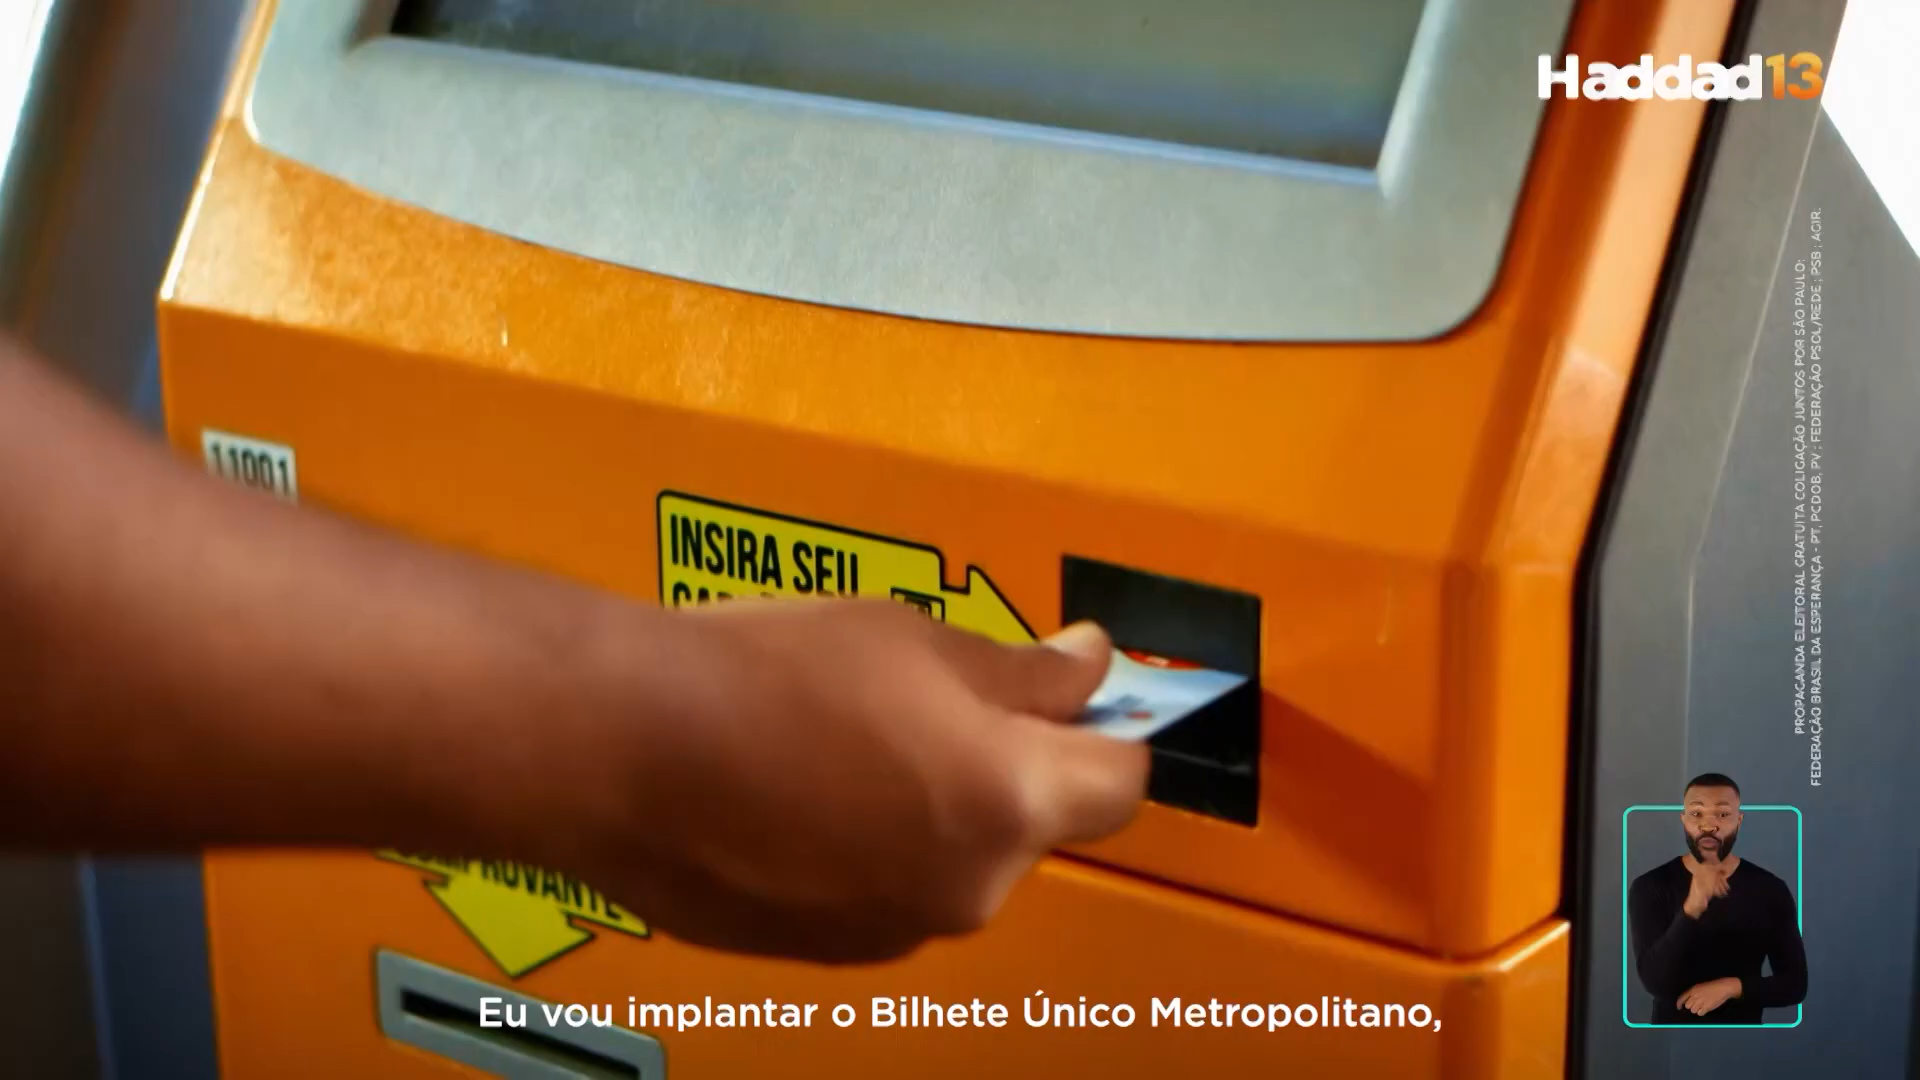 Haddad13
PROPAGANDA ELEITORAL GRATUITA COLIGAÇÃO JUNTOS POR SÃO PAULO:
FEDERAÇÃO BRASIL DA ESPERANÇA - PT, PCDOB, PV ; FEDERAÇÃO PSOL/REDE ; PSB ; AGIR.
11001
INSIRA SEU
COMPROVANTE
Eu vou implantar o Bilhete Único Metropolitano,